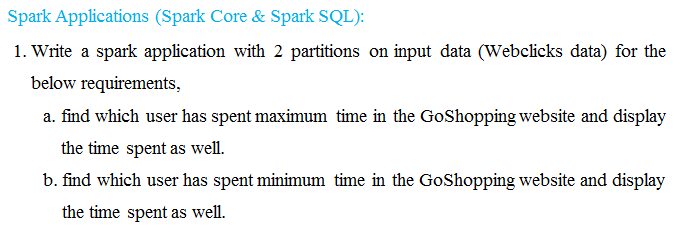 Spark Applications (Spark Core & Spark SQL):
1. Write a spark application with 2 partitions on input data (Webclicks data) for the
below requirements,
a. find which user has spent maximum time in the GoShopping website and display
the time spent as well.
b. find which user has spent minimum time in the GoShopping website and display
the time spent as well.